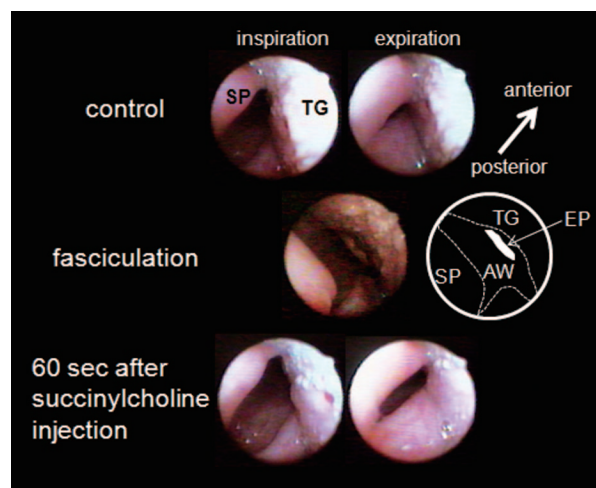 inspiration expiration
control
SP TG
anterior
posterior
fasciculation
TG
EP
SP AW
60 sec after
succinylcholine
injection